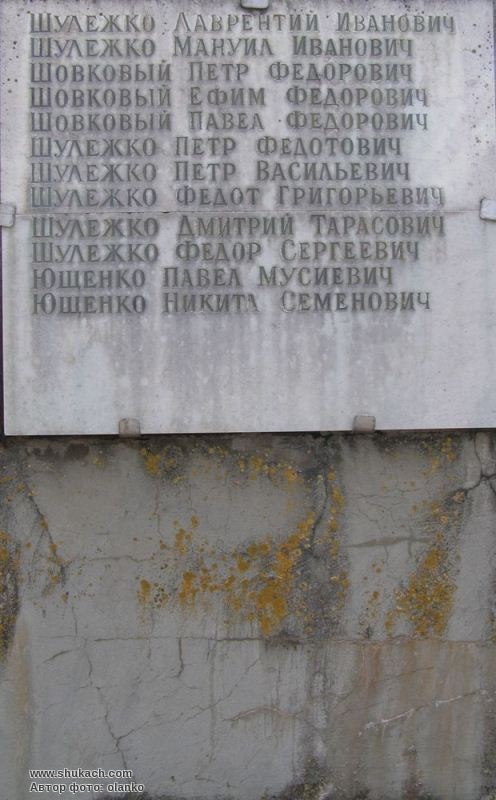 Шулежко Лаврентий Иванович
Шулежко Мануил Иванович
Шовковый Петр Федорович
Шовковый Ефим Федорович
Шовковый Павел Федорович
Шулежко Петр Федотович
Шулежко Петр Васильевич
Шулежко Федот Григорьевич
Шулежко Дмитрий Тарасович
Шулежко Федор Сергеевич
Ющенко Павел Мусиевич
Ющенко Никита Семенович
www.shukach.com
Автор фото: olanko